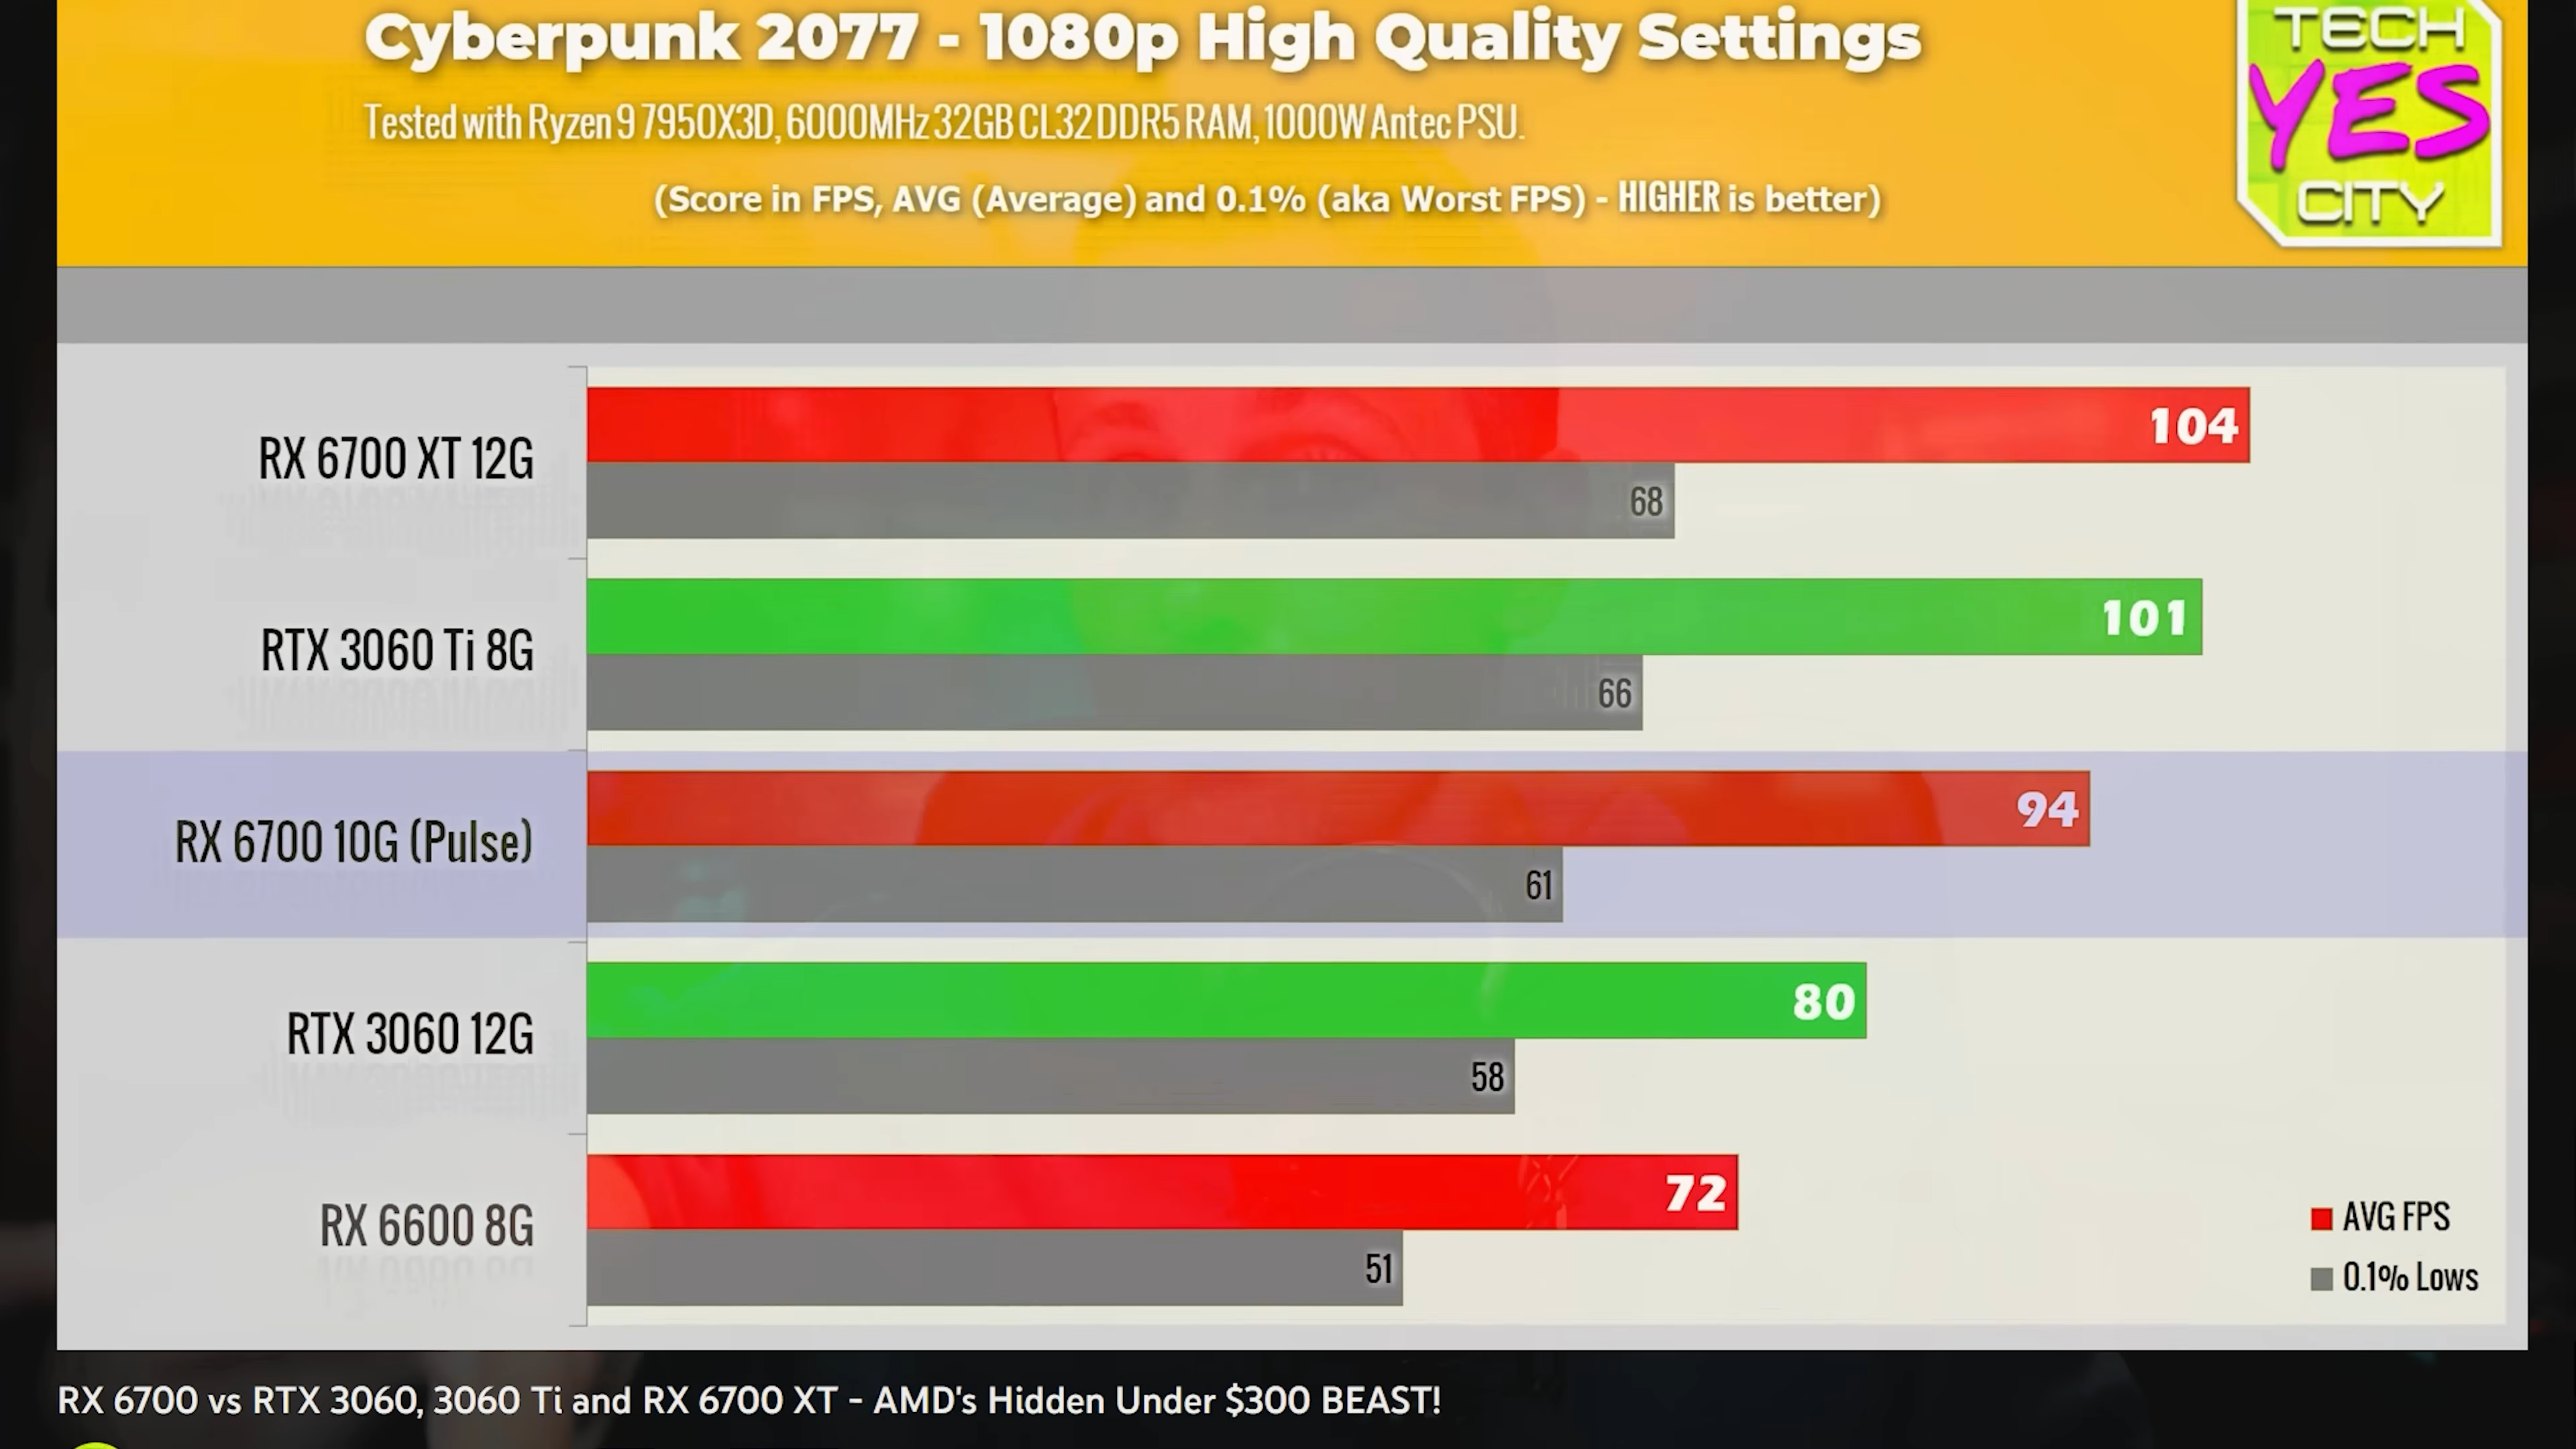 Cyberpunk 2077 - 1080p High Quality Settings
Tested with Ryzen 9 7950X3D, 6000MHz 32GB CL32 DDR5 RAM, 1000W Antec PSU.
(Score in FPS, AVG (Average) and 0.1% (aka Worst FPS) - HIGHER is better)
TECH
YES
CITY
RX 6700 XT 12G
104
68
RTX 3060 Ti 8G
101
66
RX 6700 10G (Pulse)
94
61
RTX 3060 12G
80
58
RX 6600 8G
72
51
AVG FPS
0.1% Lows
RX 6700 vs RTX 3060, 3060 Ti and RX 6700 XT - AMD's Hidden Under $300 BEAST!